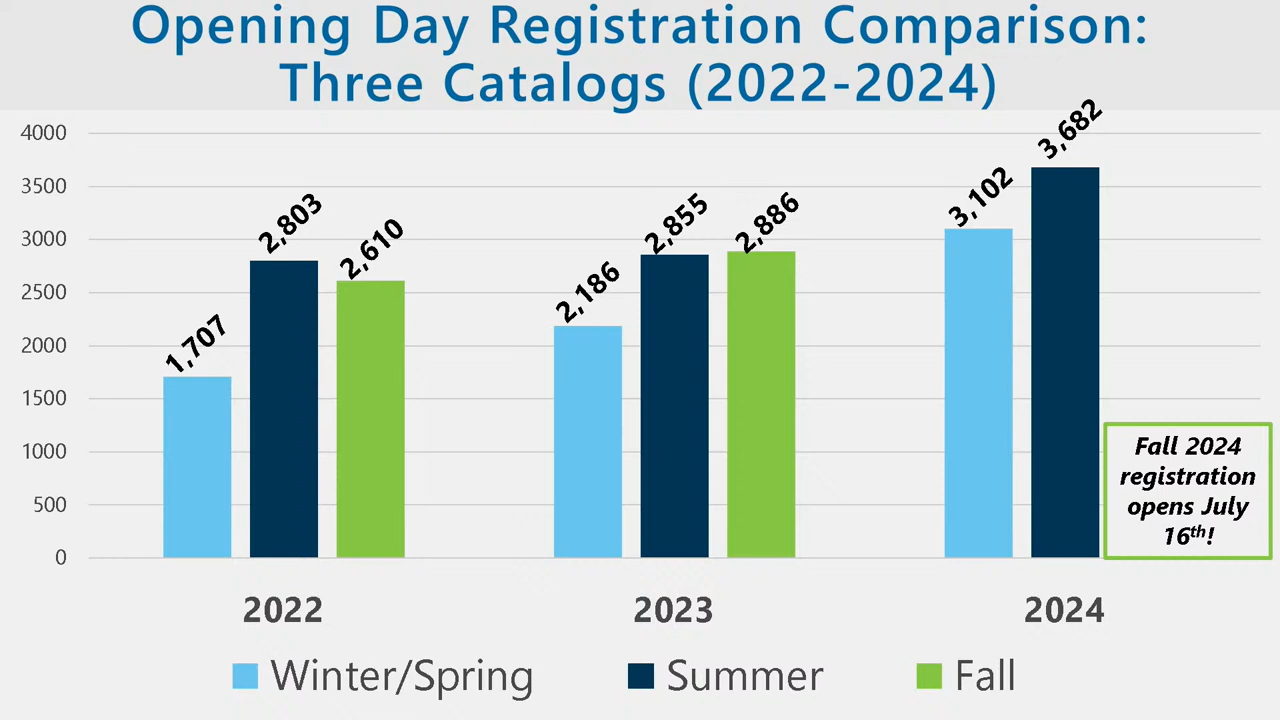 Opening Day Registration Comparison:
Three Catalogs (2022-2024)
4000
3500
3000
2500
2000
1500
1000
500
0
1,707
2,803
2,610
2,186
2,855
2,886
3,102
3,682
Fall 2024
registration
opens July
16th!
2022
2023
2024
Winter/Spring
Summer
Fall